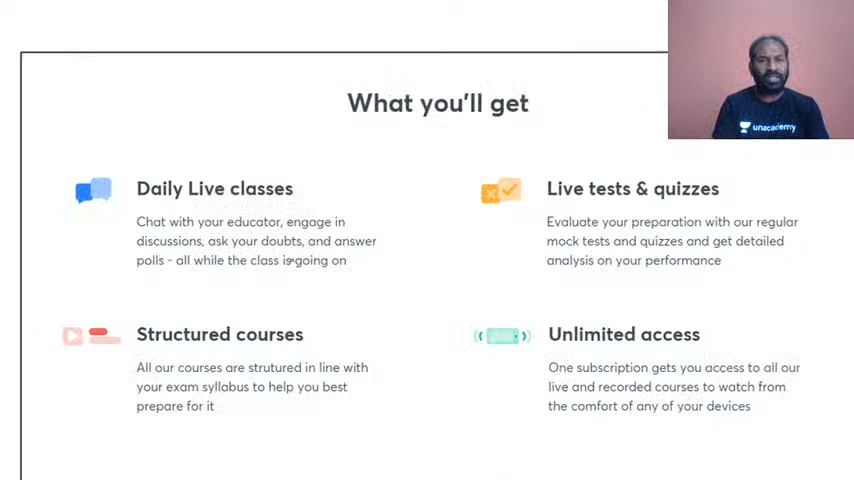 What you'll get
unacademy
Daily Live classes
Chat with your educator, engage in
discussions, ask your doubts, and answer
polls - all while the class is going on
Live tests & quizzes
Evaluate your preparation with our regular
mock tests and quizzes and get detailed
analysis on your performance
Structured courses
All our courses are strutured in line with
your exam syllabus to help you best
prepare for it
Unlimited access
One subscription gets you access to all our
live and recorded courses to watch from
the comfort of any of your devices